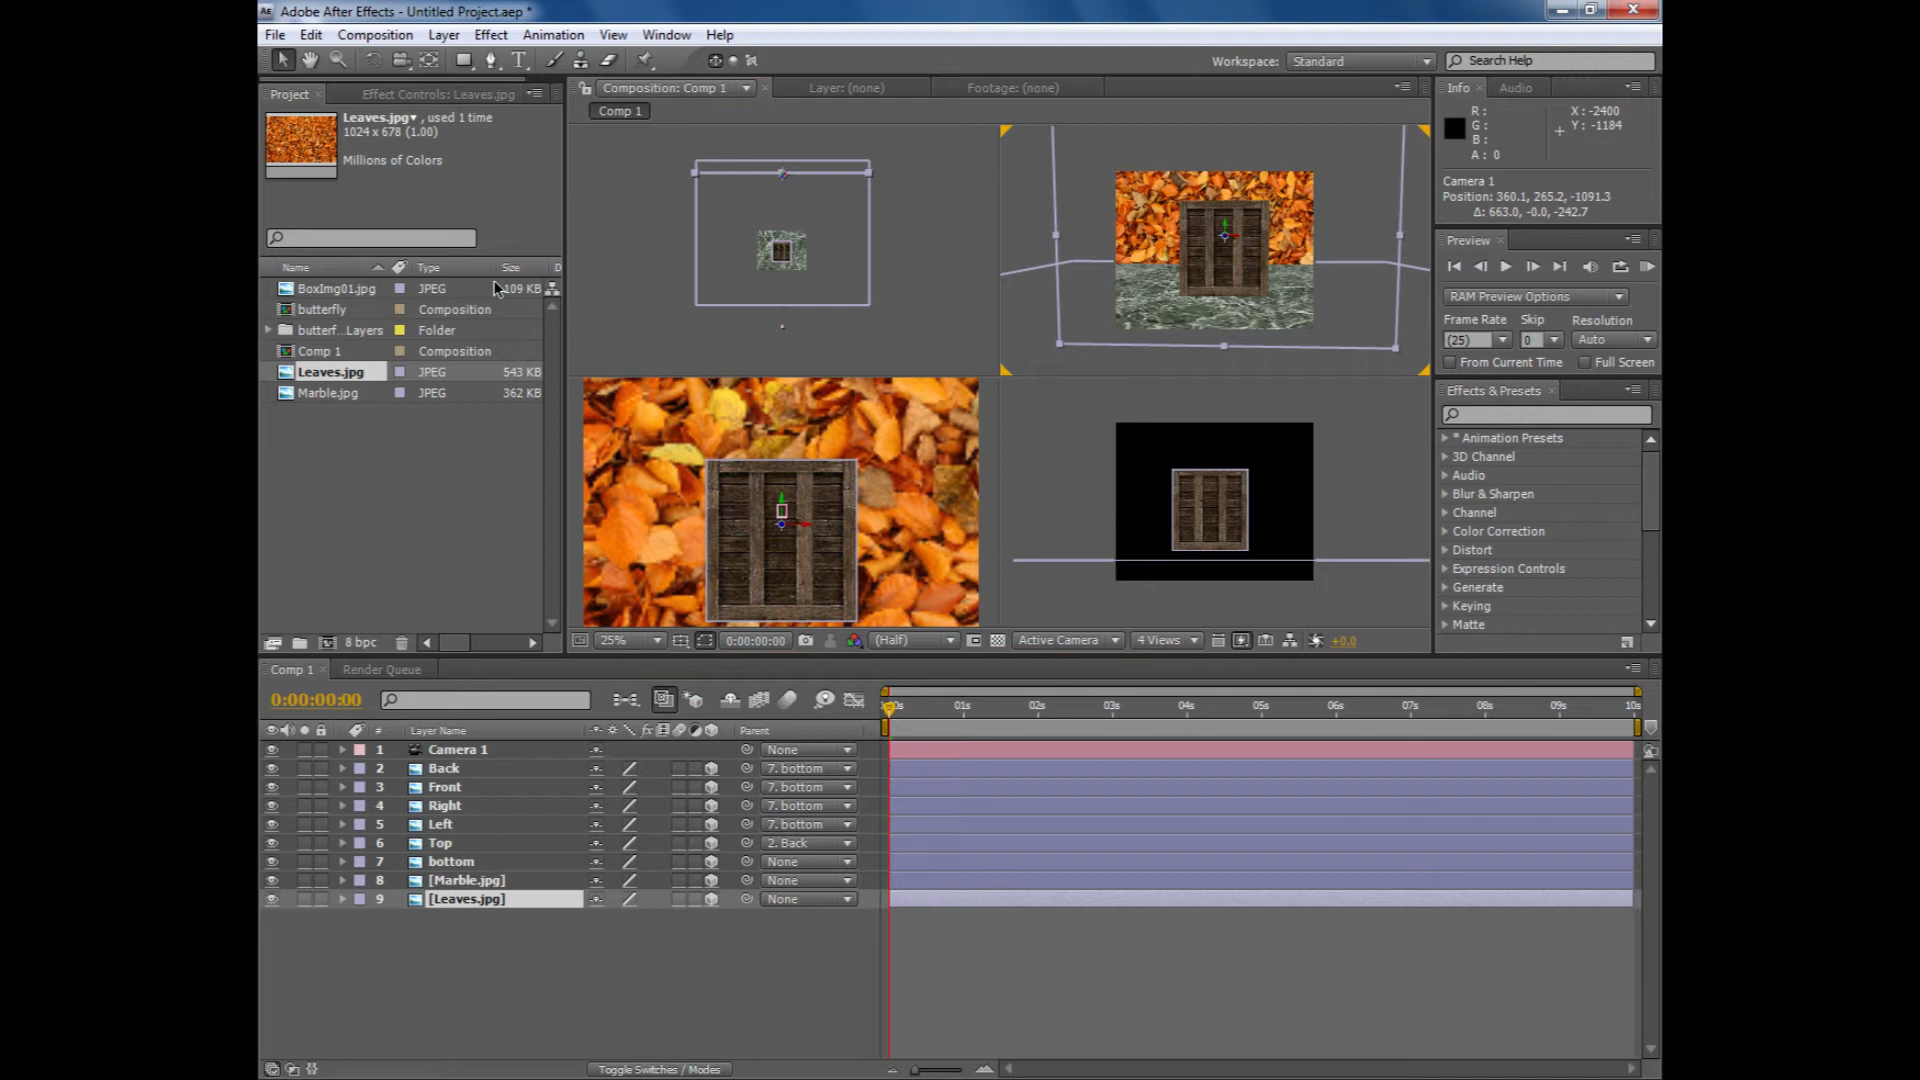 Adobe After Effects - Untitled Project.aep *
File Edit Composition Layer Effect Animation View Window Help
Workspace: Standard Search Help
Project Effect Controls: Leaves.jpg
Composition: Comp 1 Layer: (none) Footage: (none)
Info Audio
Leaves.jpg, used 1 time
1024 x 678 (1.00)
Millions of Colors
Comp 1
R: X: -2400
G: Y: -1184
B:
A: 0
Camera 1
Position: 360.1, 265.2, -1091.3
Δ: 663.0, -0.0, -242.7
Preview
RAM Preview Options
Frame Rate Skip Resolution
(25) 0 Auto
From Current Time Full Screen
Name Type Size D
BoxImg01.jpg JPEG 109 KB
butterfly Composition
butterf...Layers Folder
Comp 1 Composition
Leaves.jpg JPEG 543 KB
Marble.jpg JPEG 362 KB
Effects & Presets
* Animation Presets
3D Channel
Audio
Blur & Sharpen
Channel
Color Correction
Distort
Expression Controls
Generate
Keying
Matte
8 bpc
25% 0:00:00:00 (Half) Active Camera 4 Views +0.0
Comp 1 Render Queue
0:00:00:00
01s 02s 03s 04s 05s 06s 07s 08s 09s 10s
# Layer Name Parent
1 Camera 1 None
2 Back 7. bottom
3 Front 7. bottom
4 Right 7. bottom
5 Left 7. bottom
6 Top 2. Back
7 bottom None
8 [Marble.jpg] None
9 [Leaves.jpg] None
Toggle Switches / Modes